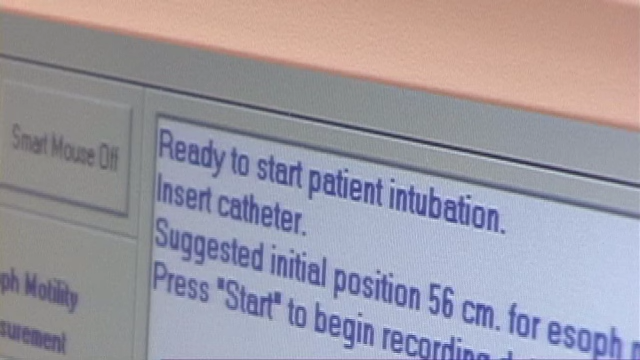 Smart Mouse Off
Ready to start patient intubation.
Insert catheter.
Suggested initial position 56 cm. for esoph
Press "Start" to begin recording
ph Motility
surement